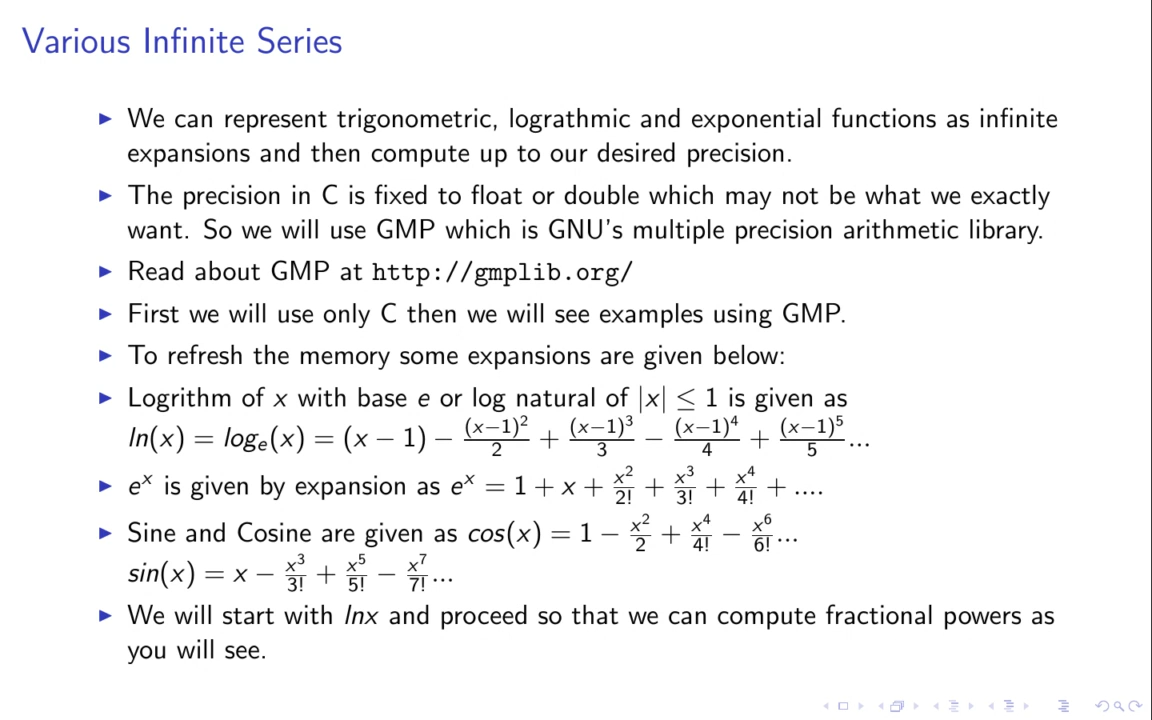 Various Infinite Series
▶ We can represent trigonometric, lograthmic and exponential functions as infinite
expansions and then compute up to our desired precision.
▶ The precision in C is fixed to float or double which may not be what we exactly
want. So we will use GMP which is GNU's multiple precision arithmetic library.
▶ Read about GMP at http://gmplib.org/
▶ First we will use only C then we will see examples using GMP.
▶ To refresh the memory some expansions are given below:
▶ Logrithm of x with base e or log natural of |x| ≤ 1 is given as
ln(x) = log_e(x) = (x − 1) − (x−1)^2/2 + (x−1)^3/3 − (x−1)^4/4 + (x−1)^5/5 ...
▶ e^x is given by expansion as e^x = 1 + x + x^2/2! + x^3/3! + x^4/4! + ....
▶ Sine and Cosine are given as cos(x) = 1 − x^2/2 + x^4/4! − x^6/6! ...
sin(x) = x − x^3/3! + x^5/5! − x^7/7! ...
▶ We will start with lnx and proceed so that we can compute fractional powers as
you will see.